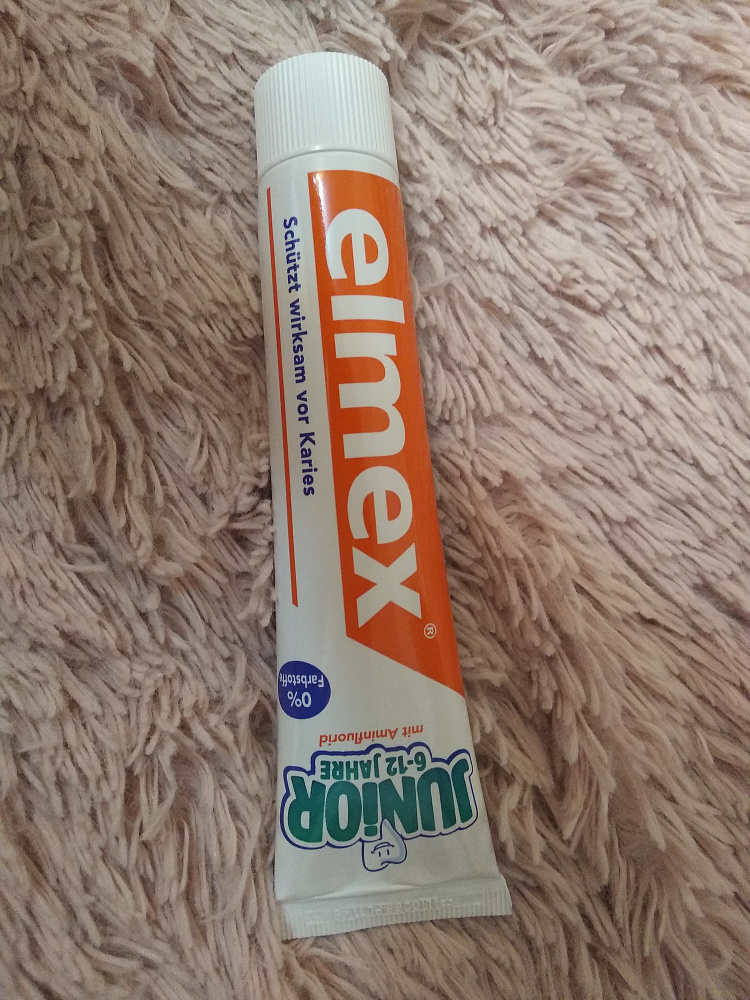 elmex®
Schützt wirksam vor Karies
0%
Farbstoffe
mit Aminfluorid
JUNIOR
6-12 JAHRE